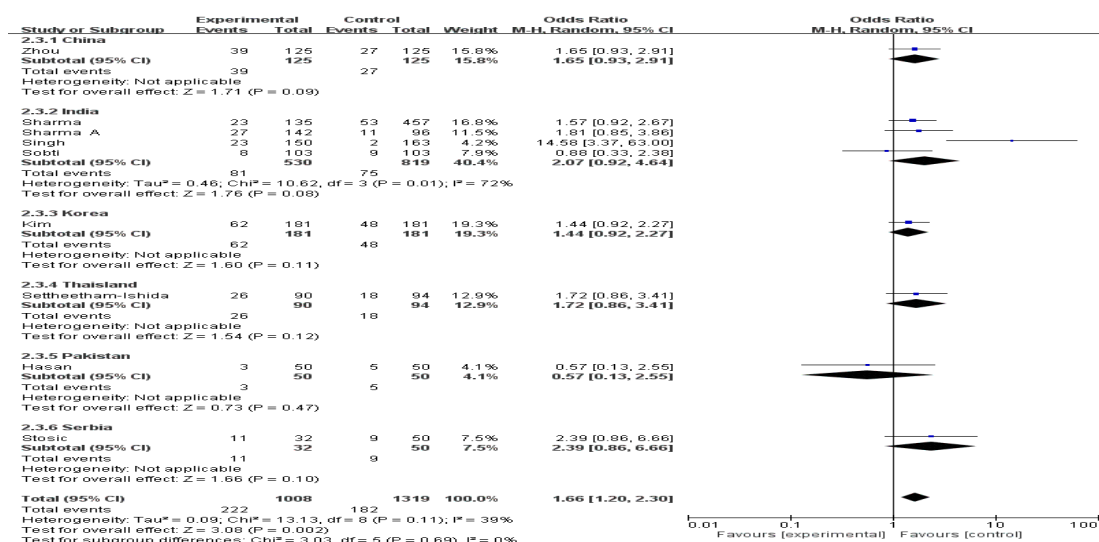 Experimental Control Odds Ratio Odds Ratio
Study or Subgroup Events Total Events Total Weight M-H, Random, 95% CI M-H, Random, 95% CI
2.3.1 China
Zhou 39 125 27 125 15.8% 1.65 [0.93, 2.91]
Subtotal (95% CI) 125 125 15.8% 1.65 [0.93, 2.91]
Total events 39 27
Heterogeneity: Not applicable
Test for overall effect: Z = 1.71 (P = 0.09)
2.3.2 India
Sharma 23 135 53 457 16.8% 1.57 [0.92, 2.67]
Sharma A 27 142 11 96 11.5% 1.81 [0.85, 3.86]
Singh 23 150 2 163 4.2% 14.58 [3.37, 63.00]
Sobti 8 103 9 103 7.9% 0.88 [0.33, 2.38]
Subtotal (95% CI) 530 819 40.4% 2.07 [0.92, 4.64]
Total events 81 75
Heterogeneity: Tau² = 0.46; Chi² = 10.62, df = 3 (P = 0.01); I² = 72%
Test for overall effect: Z = 1.76 (P = 0.08)
2.3.3 Korea
Kim 62 181 48 181 19.3% 1.44 [0.92, 2.27]
Subtotal (95% CI) 181 181 19.3% 1.44 [0.92, 2.27]
Total events 62 48
Heterogeneity: Not applicable
Test for overall effect: Z = 1.60 (P = 0.11)
2.3.4 Thaisland
Settheetham-Ishida 26 90 18 94 12.9% 1.72 [0.86, 3.41]
Subtotal (95% CI) 90 94 12.9% 1.72 [0.86, 3.41]
Total events 26 18
Heterogeneity: Not applicable
Test for overall effect: Z = 1.54 (P = 0.12)
2.3.5 Pakistan
Hasan 3 50 5 50 4.1% 0.57 [0.13, 2.55]
Subtotal (95% CI) 50 50 4.1% 0.57 [0.13, 2.55]
Total events 3 5
Heterogeneity: Not applicable
Test for overall effect: Z = 0.73 (P = 0.47)
2.3.6 Serbia
Stosic 11 32 9 50 7.5% 2.39 [0.86, 6.66]
Subtotal (95% CI) 32 50 7.5% 2.39 [0.86, 6.66]
Total events 11 9
Heterogeneity: Not applicable
Test for overall effect: Z = 1.66 (P = 0.10)
Total (95% CI) 1008 1319 100.0% 1.66 [1.20, 2.30]
Total events 222 182
Heterogeneity: Tau² = 0.09; Chi² = 13.13, df = 8 (P = 0.11); I² = 39%
Test for overall effect: Z = 3.08 (P = 0.002)
Test for subgroup differences: Chi² = 3.03, df = 5 (P = 0.69), I² = 0%
0.01 0.1 1 10 100
Favours [experimental] Favours [control]